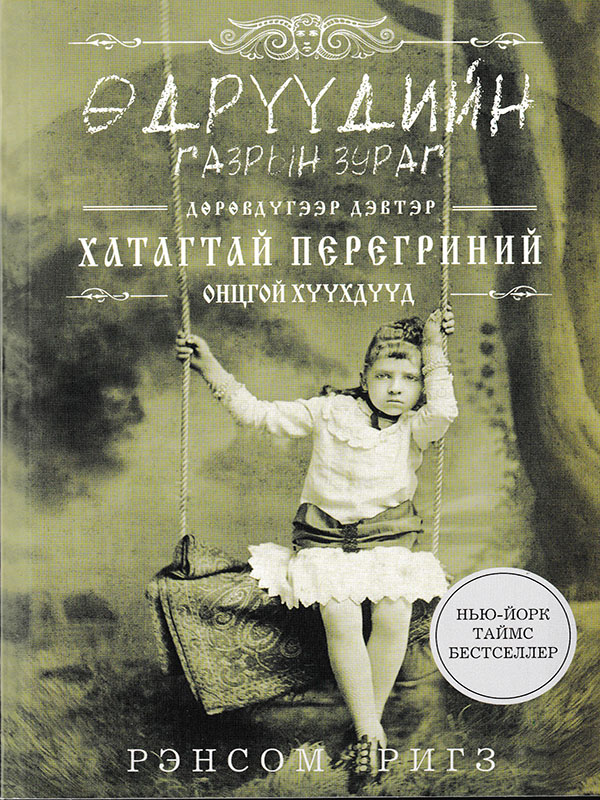 ӨДРҮҮДИЙН
ГАЗРЫН ЗУРАГ
ДӨРӨВДҮГЭЭР ДЭВТЭР
ХАТАГТАЙ ПЕРЕГРИНИЙ
ОНЦГОЙ ХҮҮХДҮҮД
НЬЮ-ЙОРК
ТАЙМС
БЕСТСЕЛЛЕР
РЭНСОМ РИГЗ